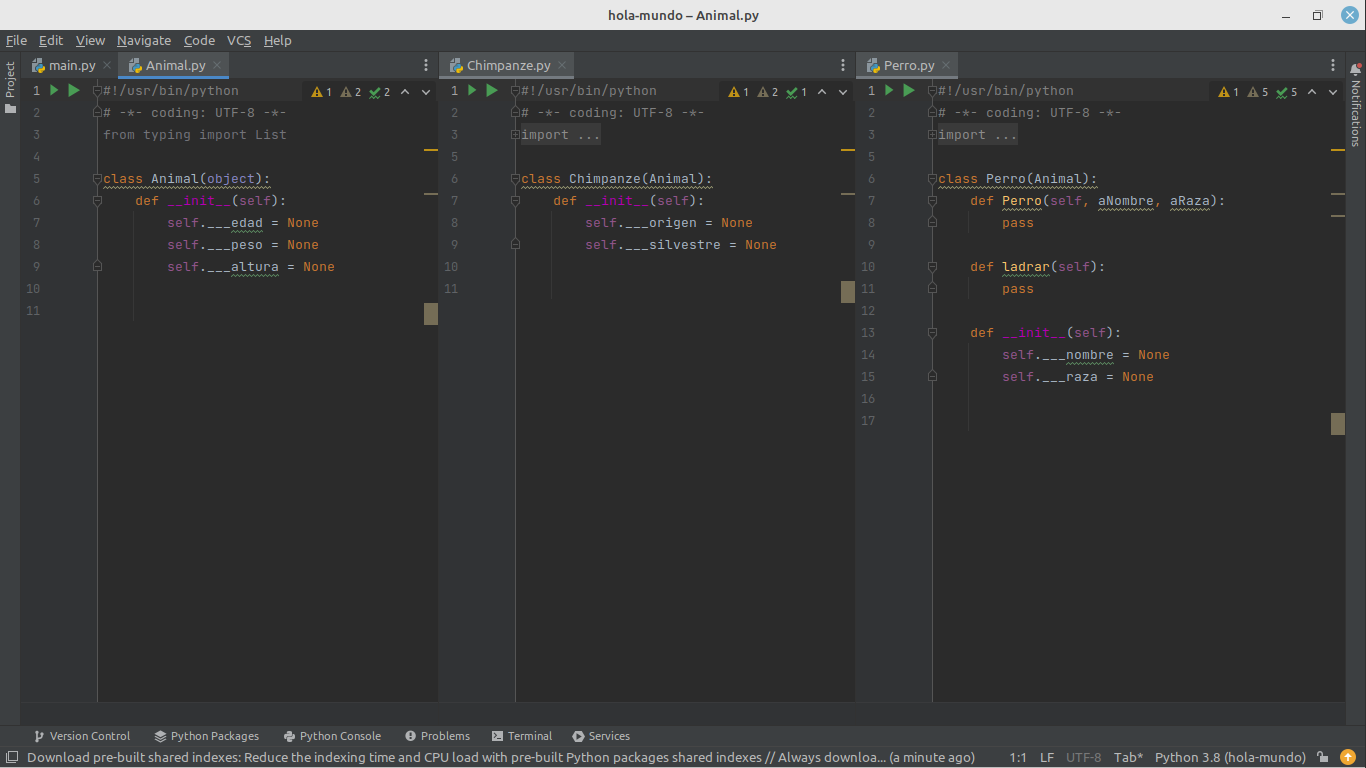 hola-mundo – Animal.py
File Edit View Navigate Code VCS Help
Project
main.py
Animal.py
1 #!/usr/bin/python
1 2 2
2 # -*- coding: UTF-8 -*-
3 from typing import List
4
5 class Animal(object):
6 def __init__(self):
7 self.___edad = None
8 self.___peso = None
9 self.___altura = None
10
11
Chimpanze.py
1 #!/usr/bin/python
1 2 1
2 # -*- coding: UTF-8 -*-
3 import ...
5
6 class Chimpanze(Animal):
7 def __init__(self):
8 self.___origen = None
9 self.___silvestre = None
10
11
Perro.py
1 #!/usr/bin/python
1 5 5
2 # -*- coding: UTF-8 -*-
3 import ...
5
6 class Perro(Animal):
7 def Perro(self, aNombre, aRaza):
8 pass
9
10 def ladrar(self):
11 pass
12
13 def __init__(self):
14 self.___nombre = None
15 self.___raza = None
16
17
Notifications
Version Control Python Packages Python Console Problems Terminal Services
Download pre-built shared indexes: Reduce the indexing time and CPU load with pre-built Python packages shared indexes // Always downloa... (a minute ago) 1:1 LF UTF-8 Tab* Python 3.8 (hola-mundo)